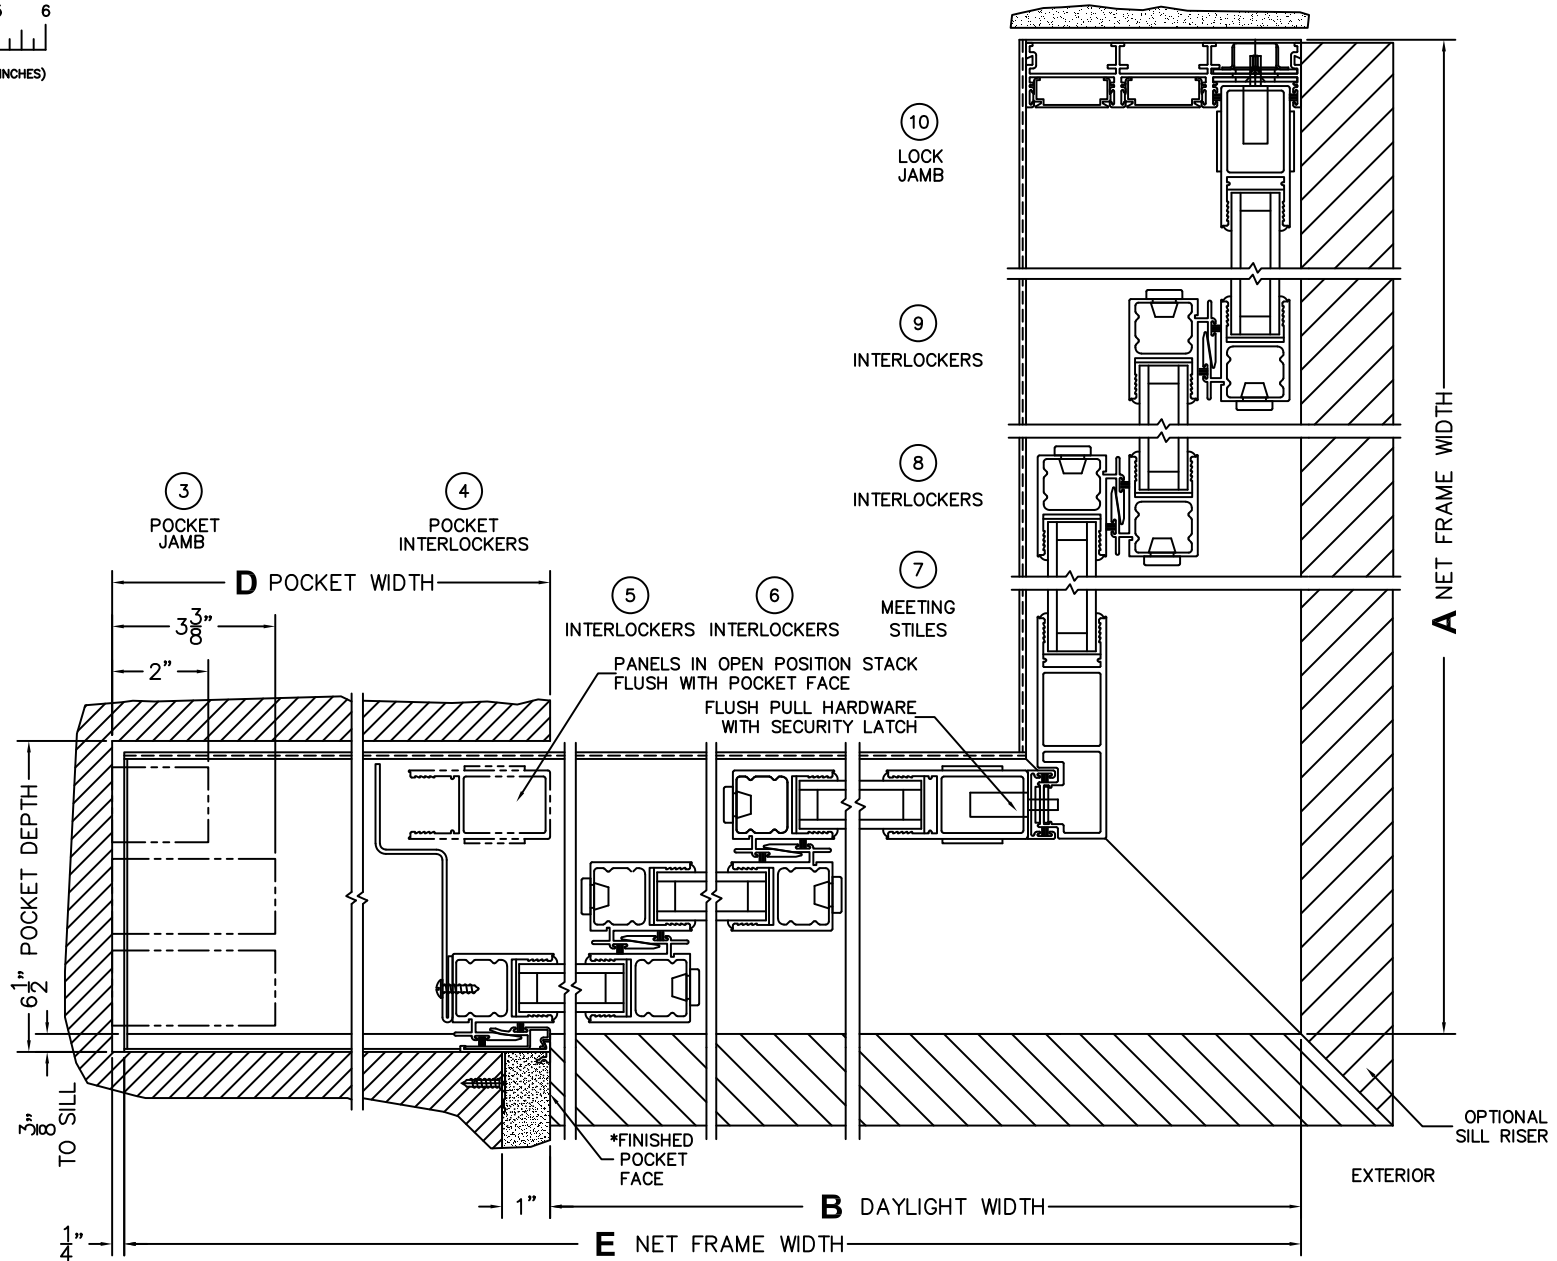 6
INCHES)
10
LOCK
JAMB
9
INTERLOCKERS
8
INTERLOCKERS
A NET FRAME WIDTH
3
POCKET
JAMB
4
POCKET
INTERLOCKERS
D POCKET WIDTH
3 3/8"
2"
5
INTERLOCKERS
6
INTERLOCKERS
7
MEETING
STILES
PANELS IN OPEN POSITION STACK
FLUSH WITH POCKET FACE
FLUSH PULL HARDWARE
WITH SECURITY LATCH
6 1/2" POCKET DEPTH
3/8"
TO SILL
*FINISHED
POCKET
FACE
OPTIONAL
SILL RISER
EXTERIOR
1"
B DAYLIGHT WIDTH
1/4"
E NET FRAME WIDTH